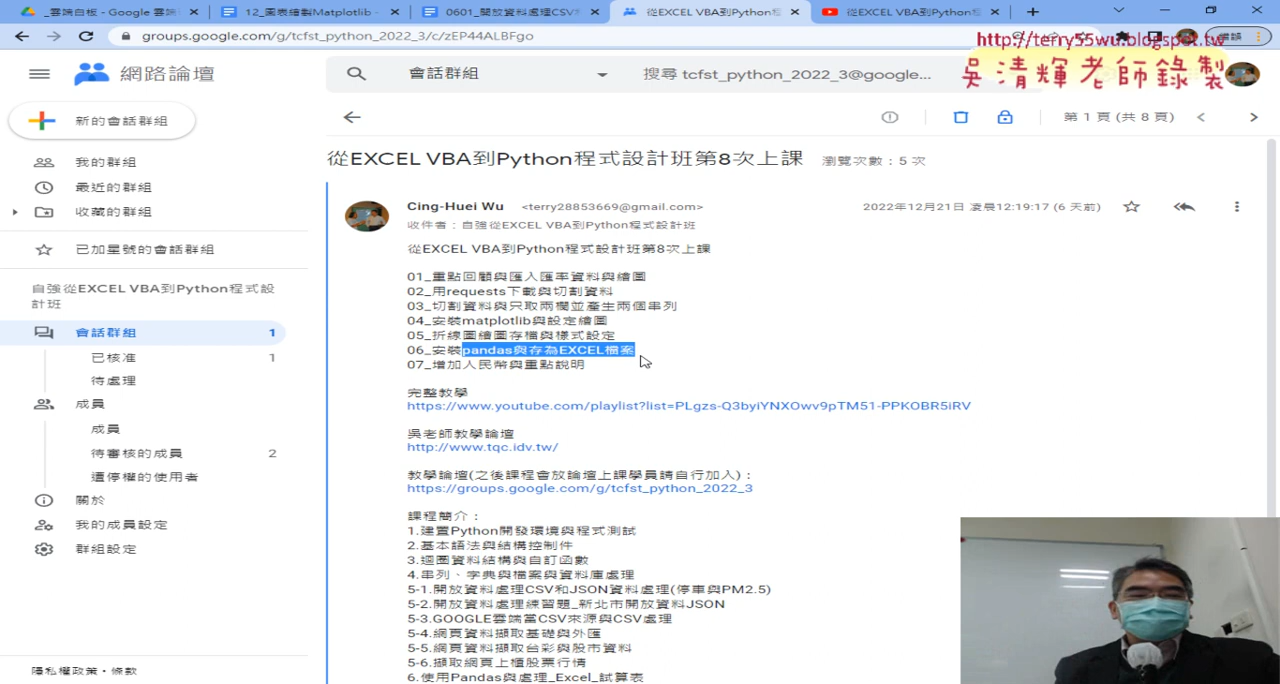 _雲端白板 - Google 雲端
12_圖表繪製Matplotlib -
0601_開放資料處理CSV
從EXCEL VBA到Python程
從EXCEL VBA到Python程
groups.google.com/g/tcfst_python_2022_3/c/zEP44ALBFgo
http://terry55wu.blogspot.tw
吳清輝老師錄製
網路論壇
會話群組
搜尋 tcfst_python_2022_3@google...
新的會話群組
第 1 頁 (共 8 頁)
我的群組
最近的群組
收藏的群組
已加星號的會話群組
自強從EXCEL VBA到Python程式設
計班
會話群組 1
已核准 1
待處理
成員
成員
待審核的成員 2
遭停權的使用者
關於
我的成員設定
群組設定
隱私權政策・條款
從EXCEL VBA到Python程式設計班第8次上課
瀏覽次數：5 次
Cing-Huei Wu <terry28853669@gmail.com>
2022年12月21日 凌晨12:19:17 (6 天前)
收件者：自強從EXCEL VBA到Python程式設計班
從EXCEL VBA到Python程式設計班第8次上課
01_重點回顧與匯入匯率資料與繪圖
02_用requests下載與切割資料
03_切割資料與只取兩欄並產生兩個串列
04_安裝matplotlib與設定繪圖
05_折線圖繪圖存檔與樣式設定
06_安裝pandas與存為EXCEL檔案
07_增加人民幣與重點說明
完整教學
https://www.youtube.com/playlist?list=PLgzs-Q3byiYNXOwv9pTM51-PPKOBR5iRV
吳老師教學論壇
http://www.tqc.idv.tw/
教學論壇(之後課程會放論壇上課學員請自行加入)：
https://groups.google.com/g/tcfst_python_2022_3
課程簡介：
1.建置Python開發環境與程式測試
2.基本語法與結構控制件
3.迴圈資料結構與自訂函數
4.串列、字典與檔案與資料庫處理
5-1.開放資料處理CSV和JSON資料處理(停車與PM2.5)
5-2.開放資料處理練習題_新北市開放資料JSON
5-3.GOOGLE雲端當CSV來源與CSV處理
5-4.網頁資料擷取基礎與外匯
5-5.網頁資料擷取台彩與股市資料
5-6.擷取網頁上櫃股票行情
6.使用Pandas與處理_Excel_試算表